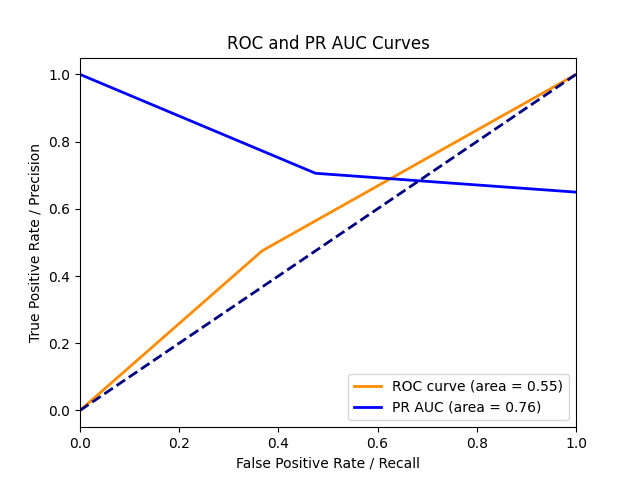 ROC and PR AUC Curves
True Positive Rate / Precision
1.0
0.8
0.6
0.4
0.2
0.0
0.0 0.2 0.4 0.6 0.8 1.0
False Positive Rate / Recall
ROC curve (area = 0.55)
PR AUC (area = 0.76)